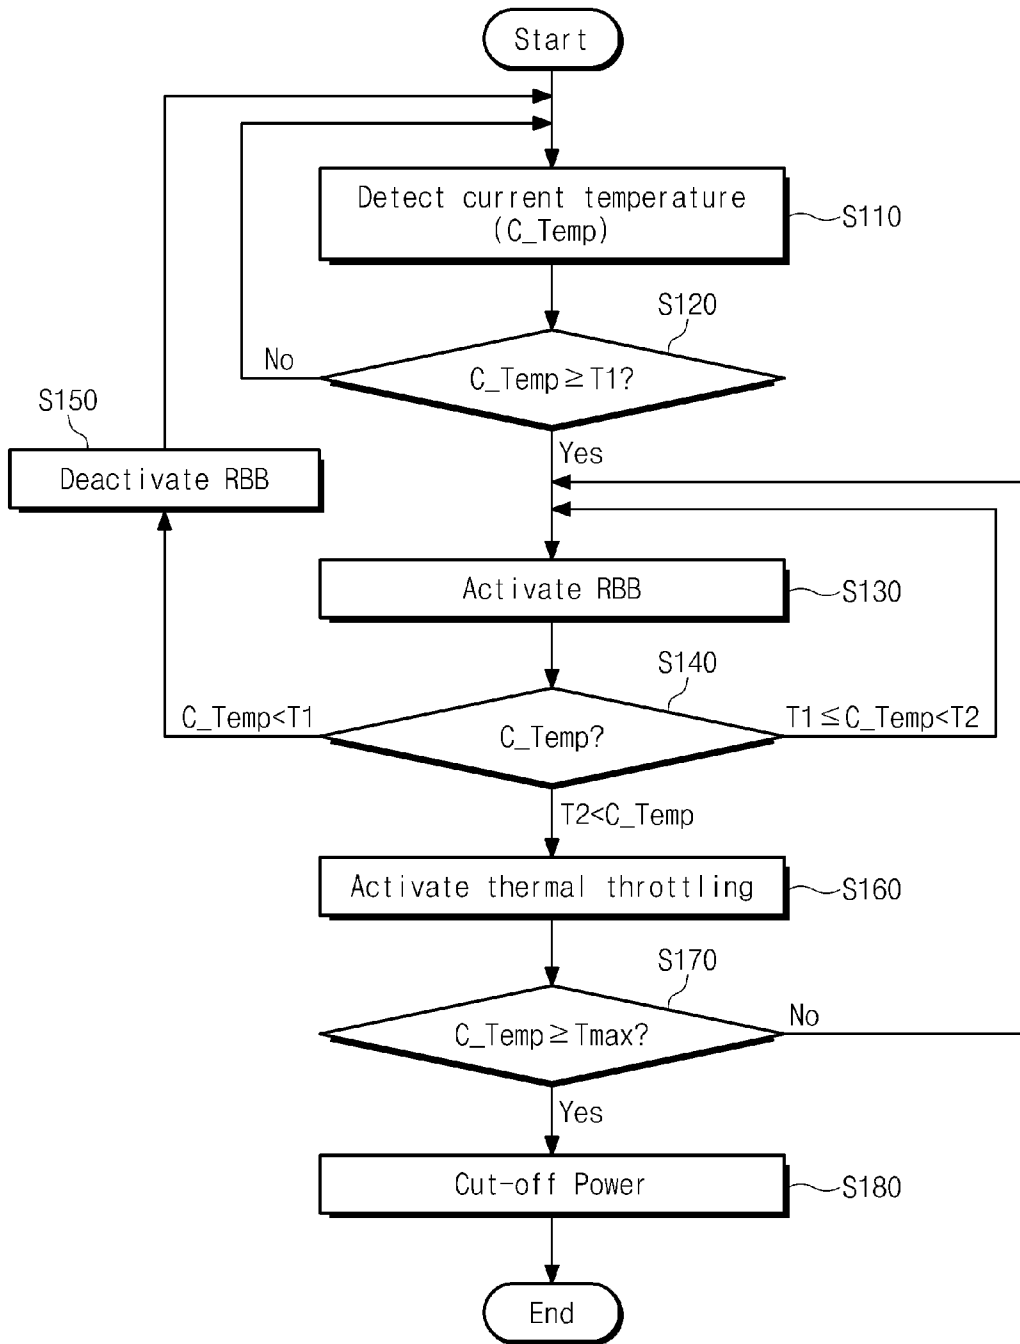 Start
Detect current temperature
(C_Temp)
S110
S120
No
C_Temp≥T1?
S150
Yes
Deactivate RBB
Activate RBB
S130
S140
C_Temp<T1
T1≦C_Temp<T2
C_Temp?
T2<C_Temp
Activate thermal throttling
S160
S170
C_Temp≥Tmax?
No
Yes
Cut-off Power
S180
End